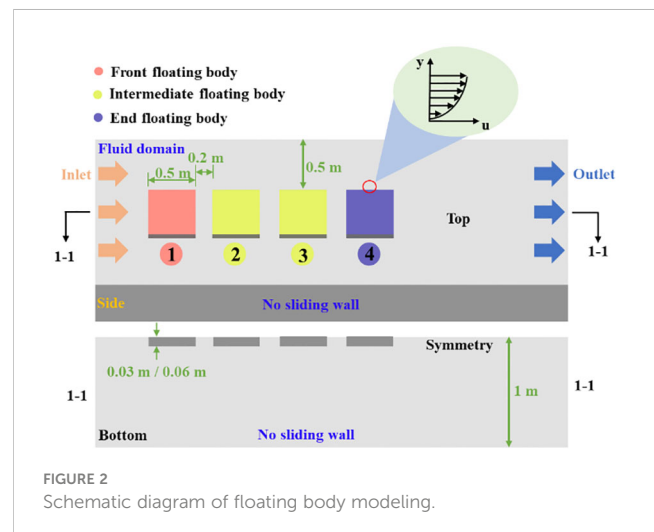 Front floating body
Intermediate floating body
End floating body
y
u
Fluid domain
0.2 m
0.5 m
Inlet
0.5 m
Outlet
Top
1-1
1-1
1
2
3
4
Side
No sliding wall
Symmetry
0.03 m / 0.06 m
1 m
1-1
1-1
Bottom
No sliding wall
FIGURE 2
Schematic diagram of floating body modeling.